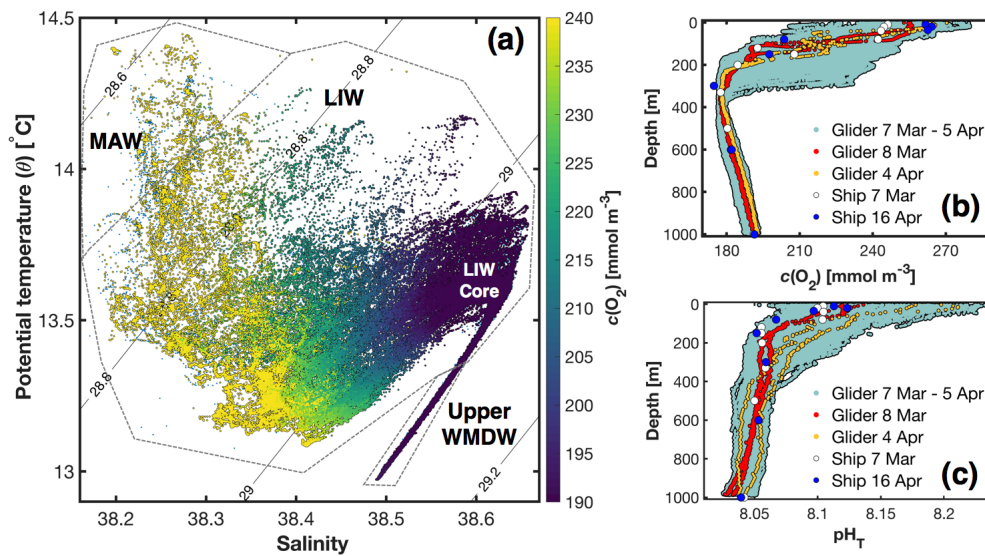 14.5
14
13.5
13
Potential temperature (θ) [°C]
38.2
38.3
38.4
38.5
38.6
Salinity
(a)
MAW
LIW
LIW
Core
Upper
WMDW
28.6
28.8
28.8
29
28.8
29
29.2
240
235
230
225
220
215
210
205
200
195
190
c(O₂) [mmol m⁻³]
0
200
400
600
800
1000
Depth [m]
180
210
240
270
c(O₂) [mmol m⁻³]
Glider 7 Mar - 5 Apr
Glider 8 Mar
Glider 4 Apr
Ship 7 Mar
Ship 16 Apr
(b)
0
200
400
600
800
1000
Depth [m]
8.05
8.1
8.15
8.2
pH_T
Glider 7 Mar - 5 Apr
Glider 8 Mar
Glider 4 Apr
Ship 7 Mar
Ship 16 Apr
(c)